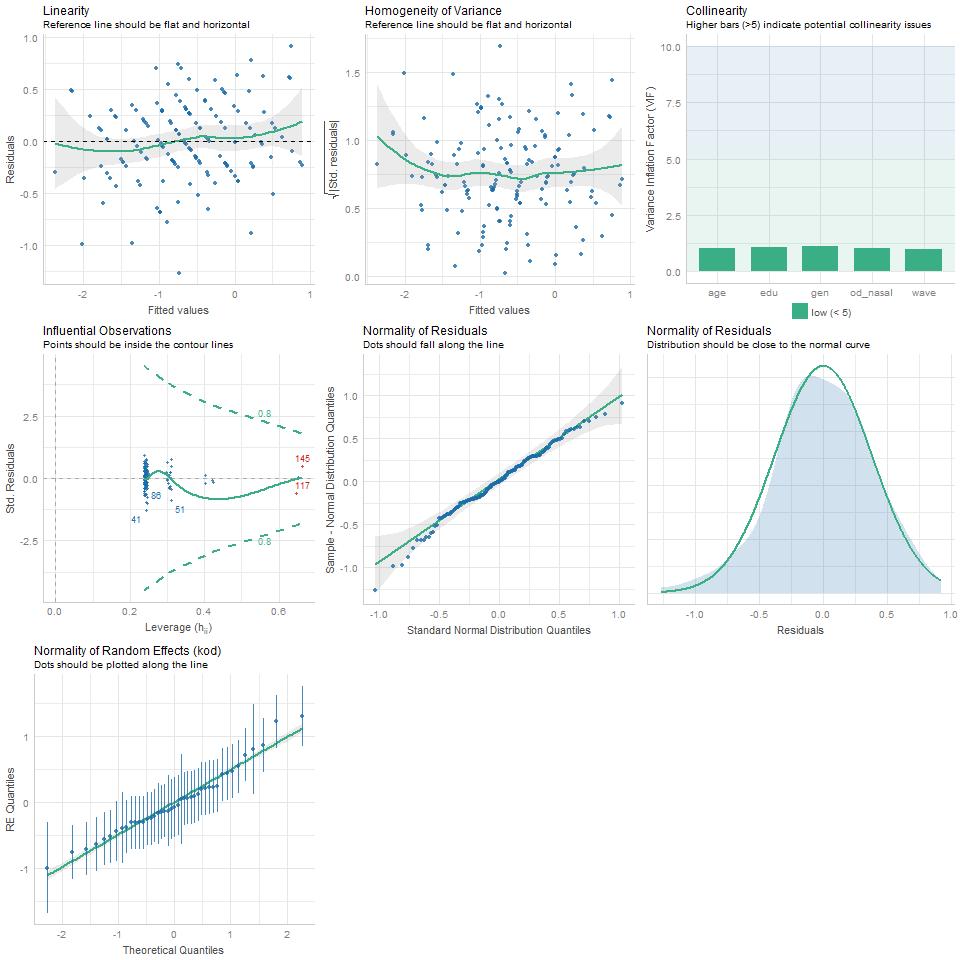 Linearity
Reference line should be flat and horizontal
1.0
0.5
0.0
-0.5
-1.0
Residuals
-2
-1
0
1
Fitted values
Homogeneity of Variance
Reference line should be flat and horizontal
1.5
1.0
0.5
0.0
√|Std. residuals|
-2
-1
0
1
Fitted values
Collinearity
Higher bars (>5) indicate potential collinearity issues
10.0
7.5
5.0
2.5
0.0
Variance Inflation Factor (VIF)
age
edu
gen
od_nasal
wave
low (< 5)
Influential Observations
Points should be inside the contour lines
2.5
0.0
-2.5
Std. Residuals
0.8
145
117
86
51
41
0.8
0.0
0.2
0.4
0.6
Leverage (hii)
Normality of Residuals
Dots should fall along the line
1.0
0.5
0.0
-0.5
-1.0
Sample - Normal Distribution Quantiles
-1.0
-0.5
0.0
0.5
1.0
Standard Normal Distribution Quantiles
Normality of Residuals
Distribution should be close to the normal curve
-1.0
-0.5
0.0
0.5
1.0
Residuals
Normality of Random Effects (kod)
Dots should be plotted along the line
1
0
-1
RE Quantiles
-2
-1
0
1
2
Theoretical Quantiles